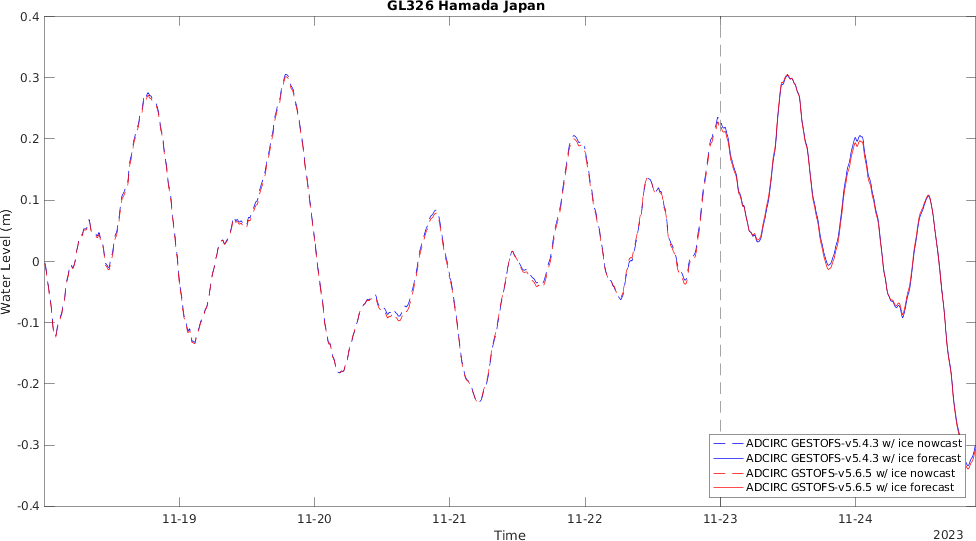 GL326 Hamada Japan
0.4
0.3
0.2
0.1
0
-0.1
-0.2
-0.3
-0.4
Water Level (m)
ADCIRC GESTOFS-v5.4.3 w/ ice nowcast
ADCIRC GESTOFS-v5.4.3 w/ ice forecast
ADCIRC GSTOFS-v5.6.5 w/ ice nowcast
ADCIRC GSTOFS-v5.6.5 w/ ice forecast
11-19 11-20 11-21 11-22 11-23 11-24
Time
2023